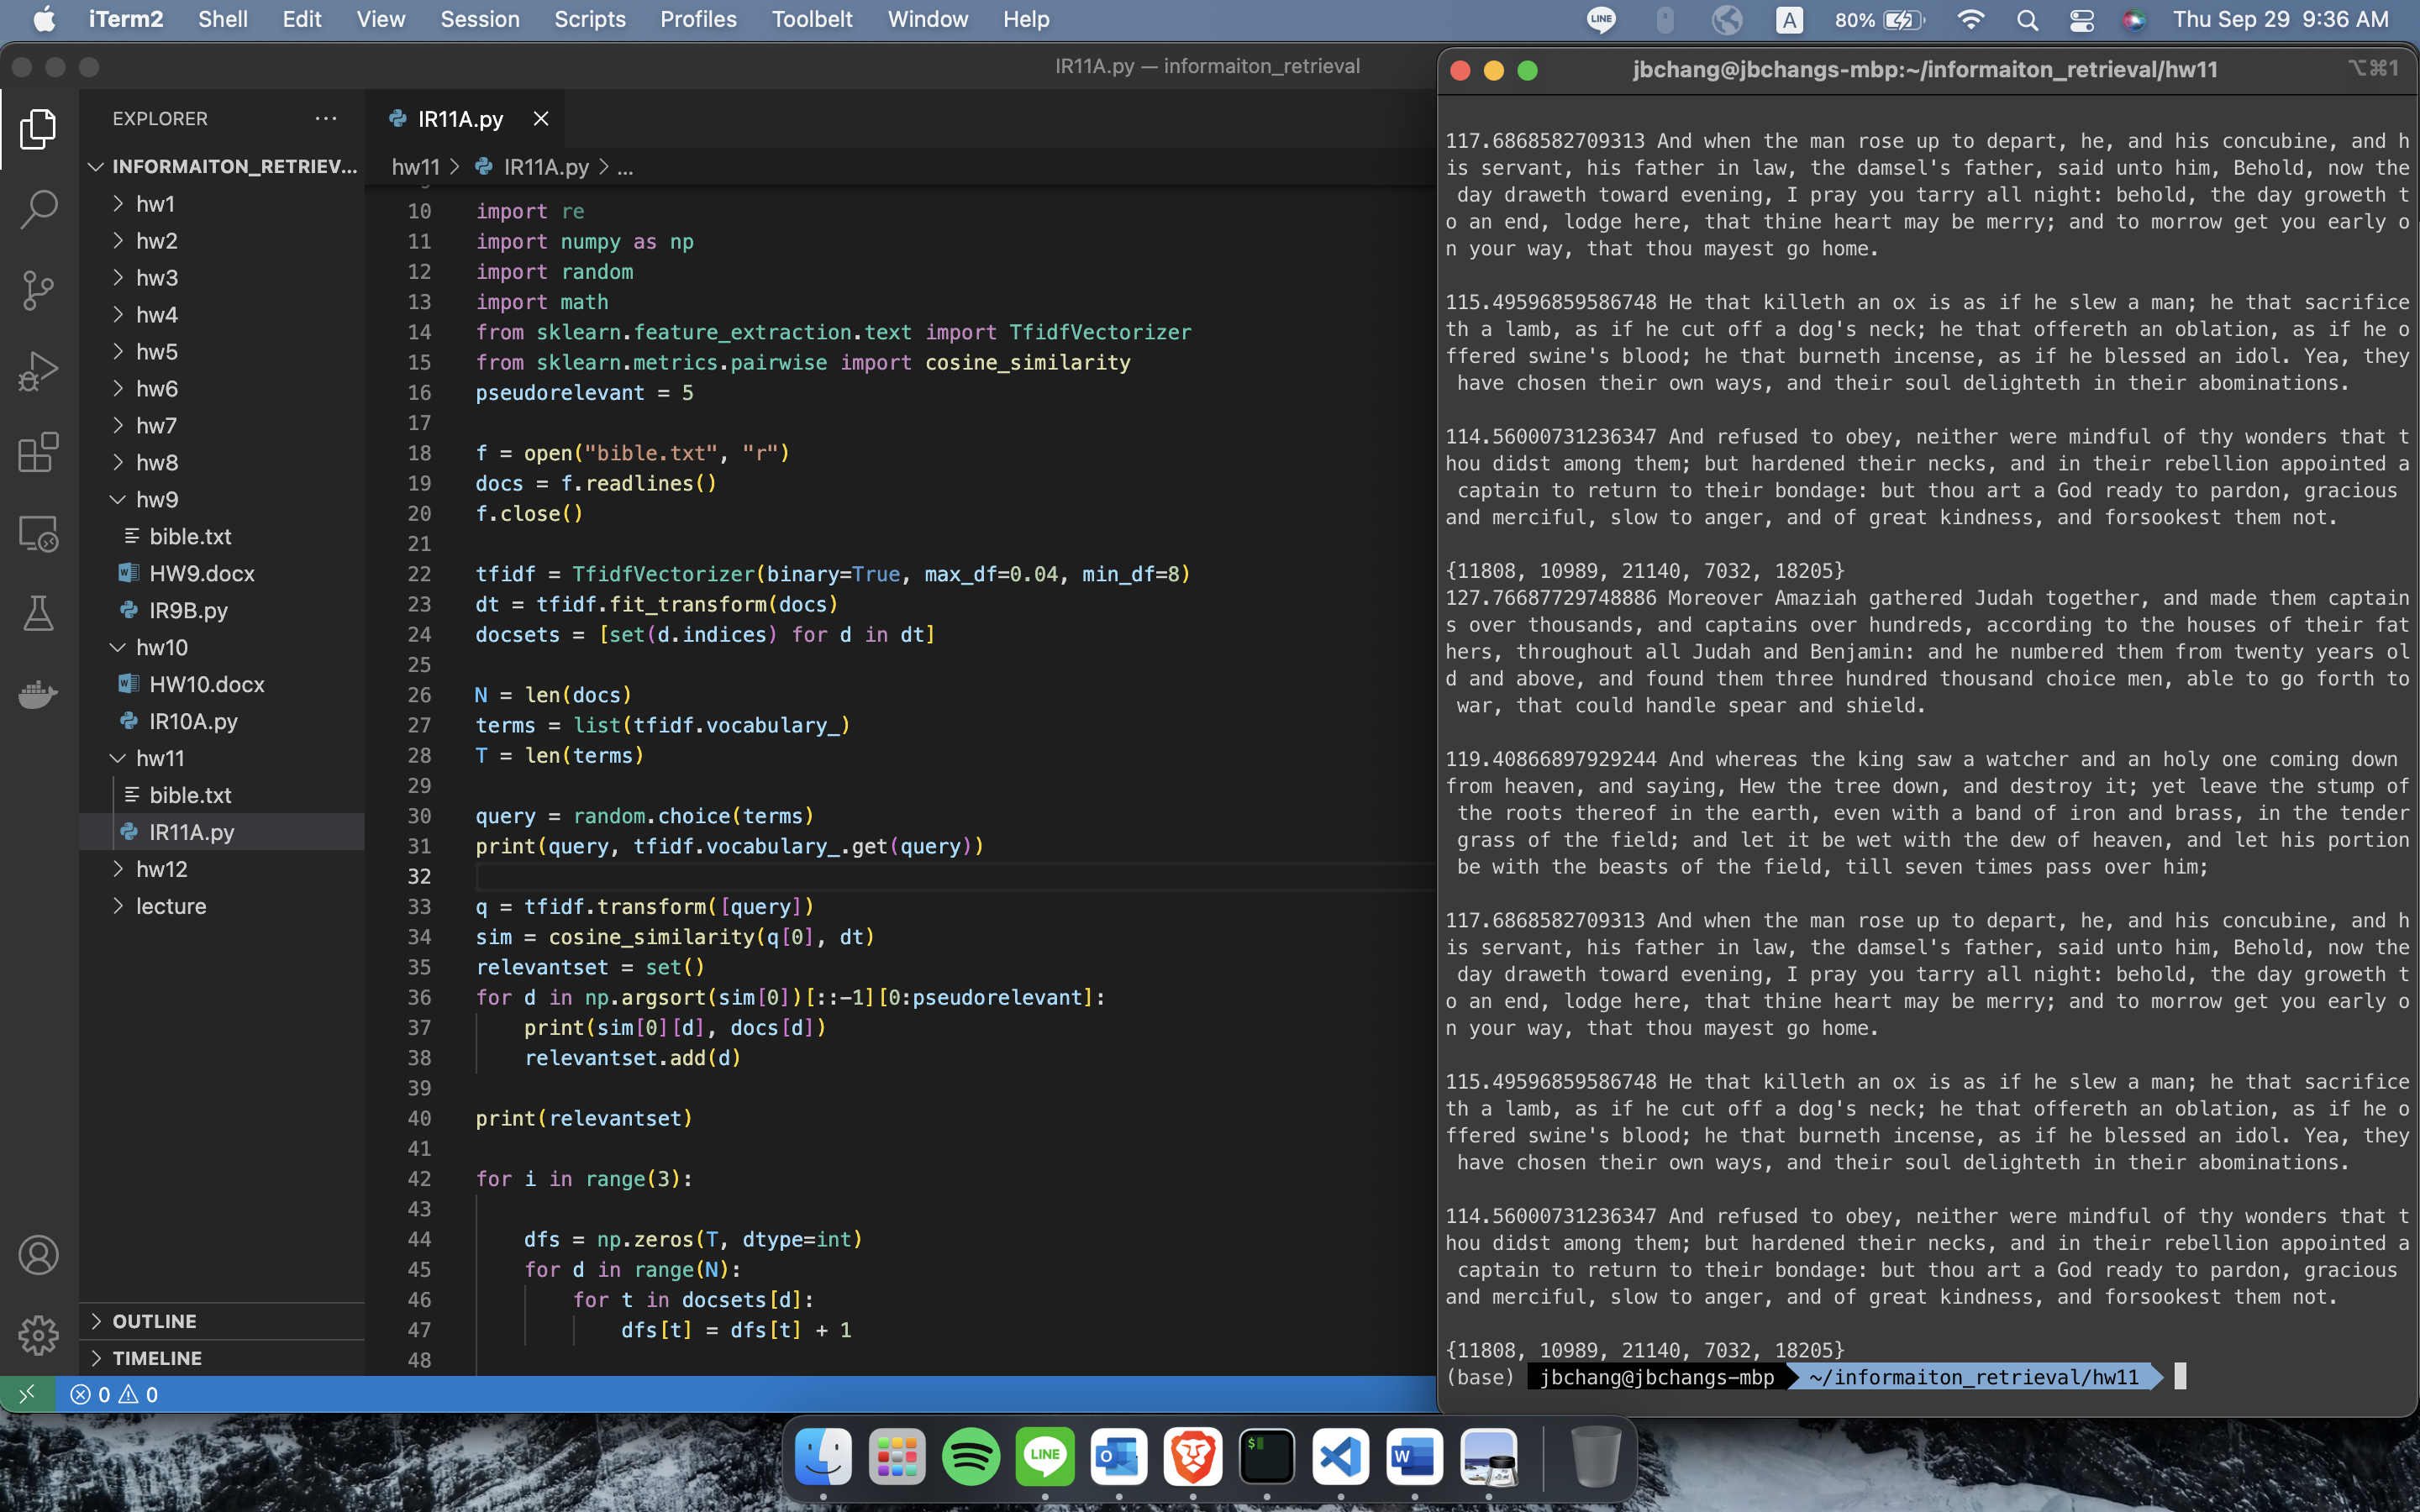 iTerm2 Shell Edit View Session Scripts Profiles Toolbelt Window Help LINE A 80% Thu Sep 29 9:36 AM
IR11A.py — informaiton_retrieval
EXPLORER ...
INFORMAITON_RETRIEV...
hw1
hw2
hw3
hw4
hw5
hw6
hw7
hw8
hw9
bible.txt
HW9.docx
IR9B.py
hw10
HW10.docx
IR10A.py
hw11
bible.txt
IR11A.py
hw12
lecture
OUTLINE
TIMELINE
0 0
IR11A.py
hw11 > IR11A.py > ...
10 import re
11 import numpy as np
12 import random
13 import math
14 from sklearn.feature_extraction.text import TfidfVectorizer
15 from sklearn.metrics.pairwise import cosine_similarity
16 pseudorelevant = 5
17
18 f = open("bible.txt", "r")
19 docs = f.readlines()
20 f.close()
21
22 tfidf = TfidfVectorizer(binary=True, max_df=0.04, min_df=8)
23 dt = tfidf.fit_transform(docs)
24 docsets = [set(d.indices) for d in dt]
25
26 N = len(docs)
27 terms = list(tfidf.vocabulary_)
28 T = len(terms)
29
30 query = random.choice(terms)
31 print(query, tfidf.vocabulary_.get(query))
32
33 q = tfidf.transform([query])
34 sim = cosine_similarity(q[0], dt)
35 relevantset = set()
36 for d in np.argsort(sim[0])[::-1][0:pseudorelevant]:
37     print(sim[0][d], docs[d])
38     relevantset.add(d)
39
40 print(relevantset)
41
42 for i in range(3):
43
44     dfs = np.zeros(T, dtype=int)
45     for d in range(N):
46         for t in docsets[d]:
47             dfs[t] = dfs[t] + 1
48
jbchang@jbchangs-mbp:~/informaiton_retrieval/hw11 ⌥⌘1
117.6868582709313 And when the man rose up to depart, he, and his concubine, and h
is servant, his father in law, the damsel's father, said unto him, Behold, now the
 day draweth toward evening, I pray you tarry all night: behold, the day groweth t
o an end, lodge here, that thine heart may be merry; and to morrow get you early o
n your way, that thou mayest go home.
115.49596859586748 He that killeth an ox is as if he slew a man; he that sacrifice
th a lamb, as if he cut off a dog's neck; he that offereth an oblation, as if he o
ffered swine's blood; he that burneth incense, as if he blessed an idol. Yea, they
 have chosen their own ways, and their soul delighteth in their abominations.
114.56000731236347 And refused to obey, neither were mindful of thy wonders that t
hou didst among them; but hardened their necks, and in their rebellion appointed a
 captain to return to their bondage: but thou art a God ready to pardon, gracious
and merciful, slow to anger, and of great kindness, and forsookest them not.
{11808, 10989, 21140, 7032, 18205}
127.76687729748886 Moreover Amaziah gathered Judah together, and made them captain
s over thousands, and captains over hundreds, according to the houses of their fat
hers, throughout all Judah and Benjamin: and he numbered them from twenty years ol
d and above, and found them three hundred thousand choice men, able to go forth to
 war, that could handle spear and shield.
119.40866897929244 And whereas the king saw a watcher and an holy one coming down
from heaven, and saying, Hew the tree down, and destroy it; yet leave the stump of
 the roots thereof in the earth, even with a band of iron and brass, in the tender
 grass of the field; and let it be wet with the dew of heaven, and let his portion
 be with the beasts of the field, till seven times pass over him;
117.6868582709313 And when the man rose up to depart, he, and his concubine, and h
is servant, his father in law, the damsel's father, said unto him, Behold, now the
 day draweth toward evening, I pray you tarry all night: behold, the day groweth t
o an end, lodge here, that thine heart may be merry; and to morrow get you early o
n your way, that thou mayest go home.
115.49596859586748 He that killeth an ox is as if he slew a man; he that sacrifice
th a lamb, as if he cut off a dog's neck; he that offereth an oblation, as if he o
ffered swine's blood; he that burneth incense, as if he blessed an idol. Yea, they
 have chosen their own ways, and their soul delighteth in their abominations.
114.56000731236347 And refused to obey, neither were mindful of thy wonders that t
hou didst among them; but hardened their necks, and in their rebellion appointed a
 captain to return to their bondage: but thou art a God ready to pardon, gracious
and merciful, slow to anger, and of great kindness, and forsookest them not.
{11808, 10989, 21140, 7032, 18205}
(base) jbchang@jbchangs-mbp ~/informaiton_retrieval/hw11
LINE O $ W